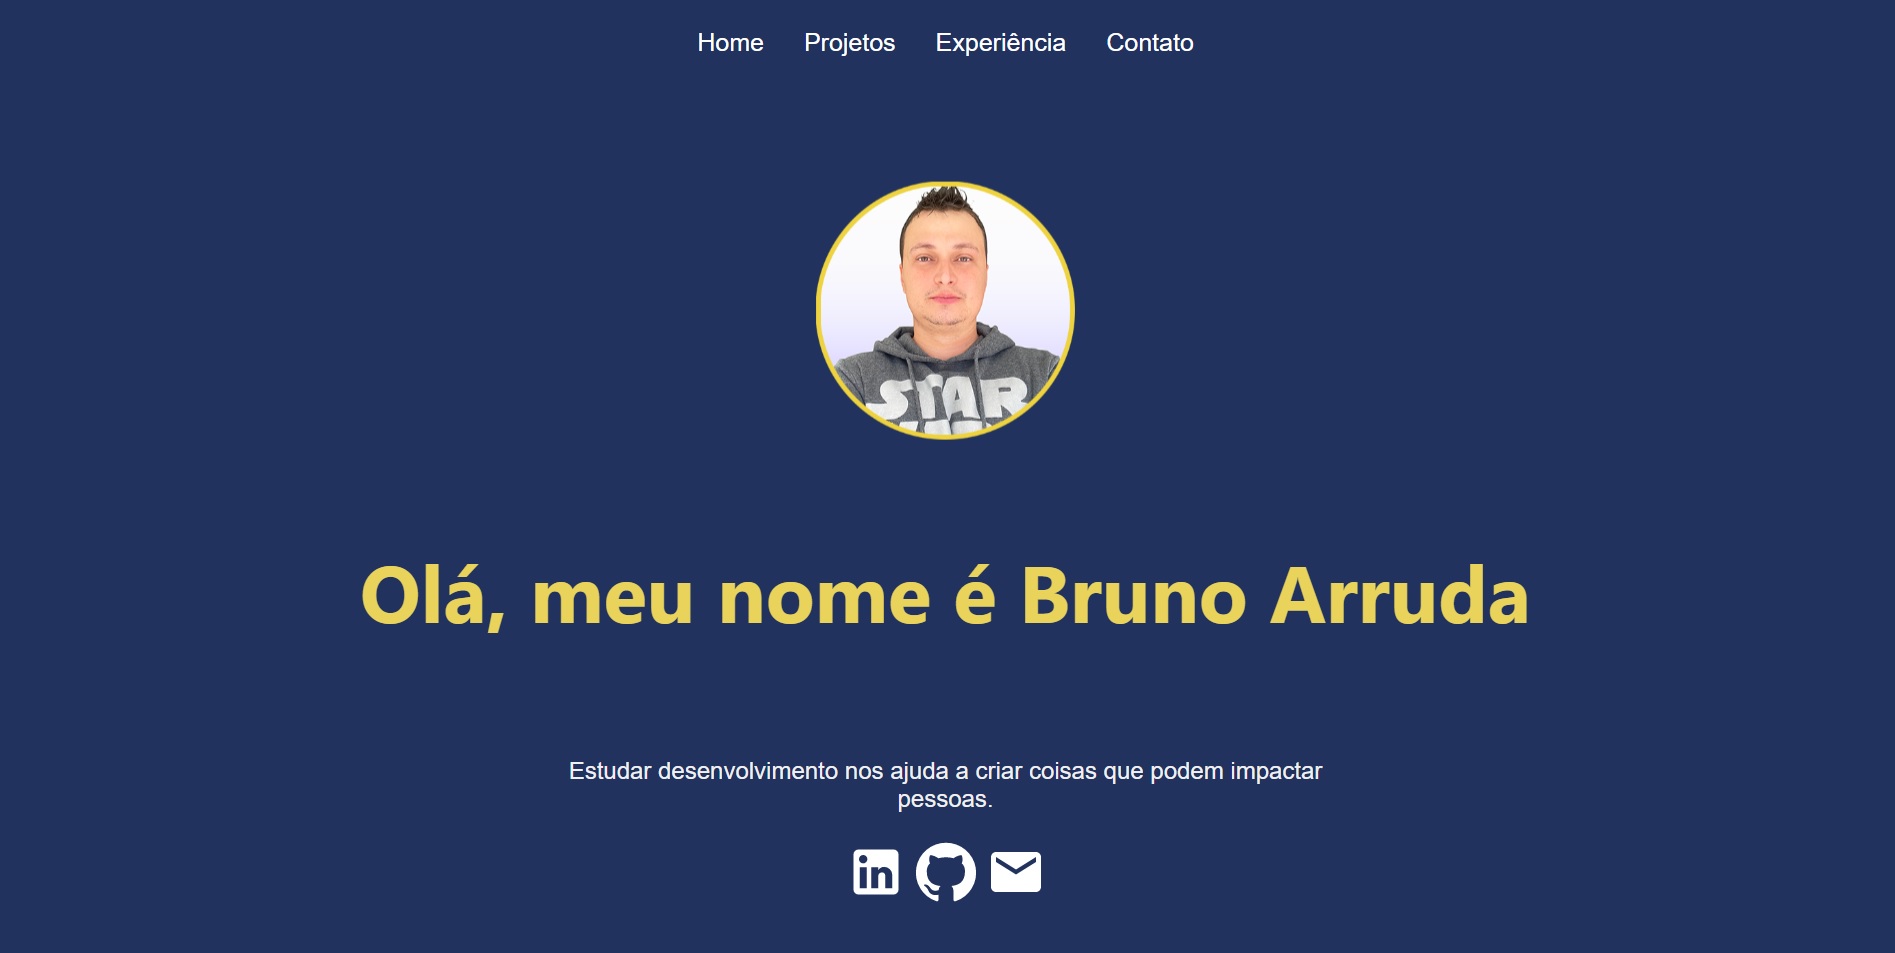 Home Projetos Experiência Contato
STAR
Olá, meu nome é Bruno Arruda
Estudar desenvolvimento nos ajuda a criar coisas que podem impactar
pessoas.
in